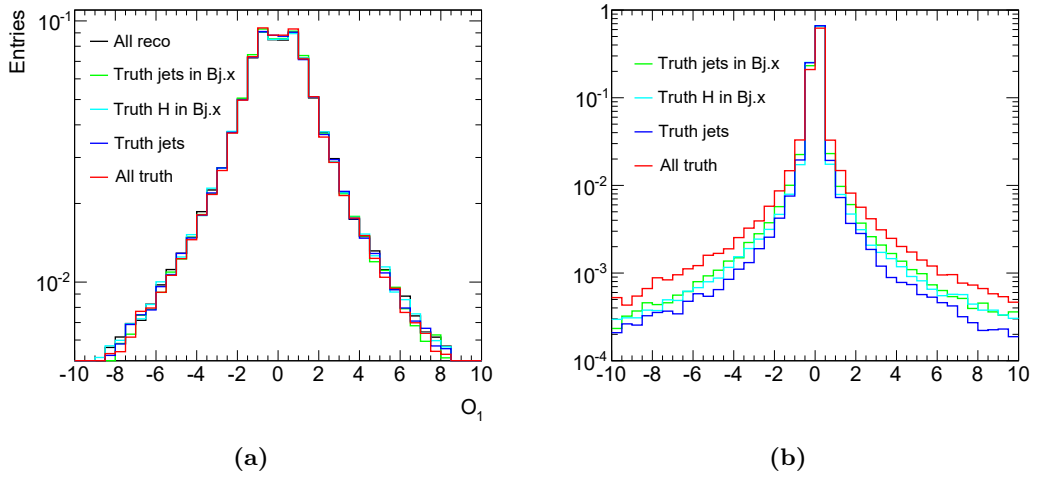 Entries
10⁻¹
10⁻²
All reco
Truth jets in Bj.x
Truth H in Bj.x
Truth jets
All truth
-10 -8 -6 -4 -2 0 2 4 6 8 10
O₁
(a)
1
10⁻¹
10⁻²
10⁻³
10⁻⁴
Truth jets in Bj.x
Truth H in Bj.x
Truth jets
All truth
-10 -8 -6 -4 -2 0 2 4 6 8 10
(b)